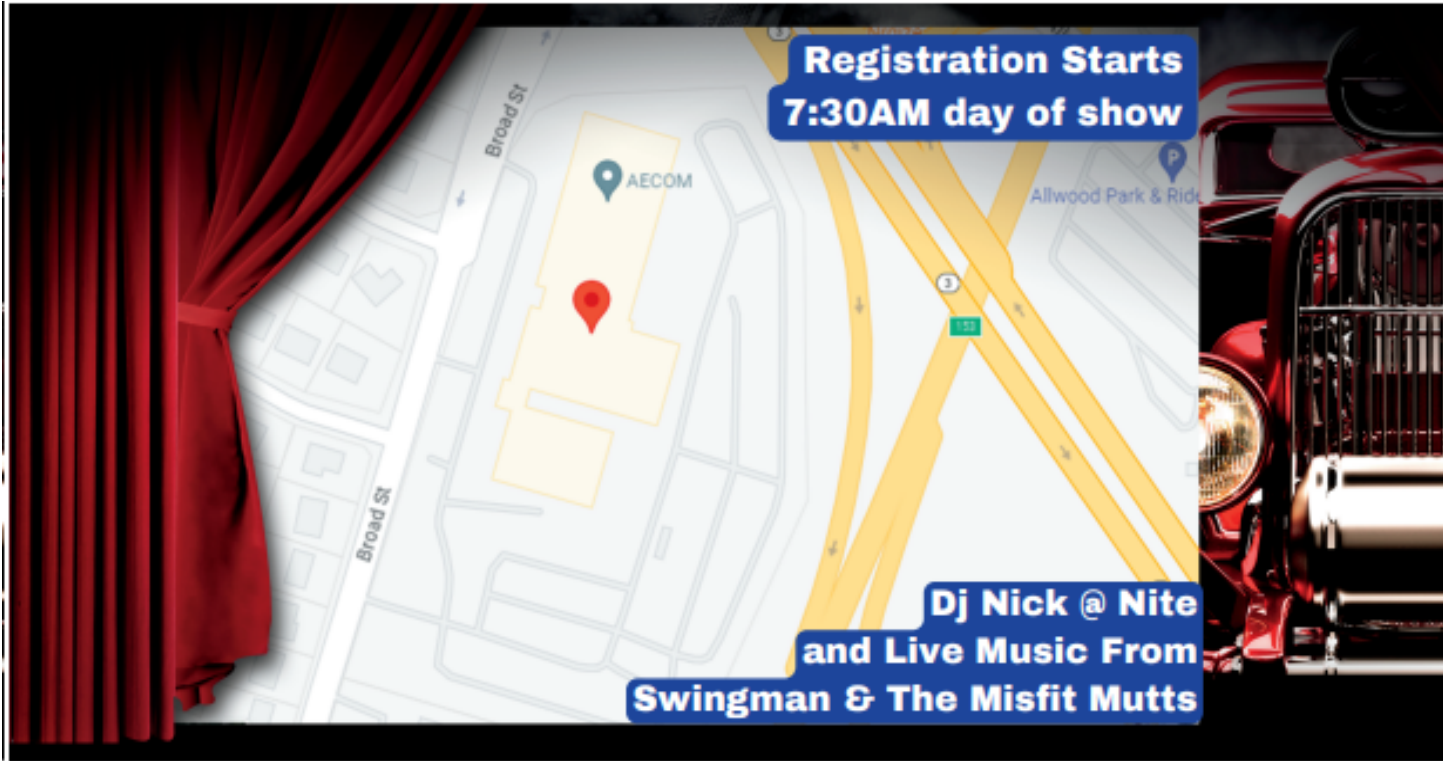 Registration Starts
7:30AM day of show
Broad St
AECOM
P
Allwood Park & Ride
3
153
Broad St
Dj Nick @ Nite
and Live Music From
Swingman & The Misfit Mutts